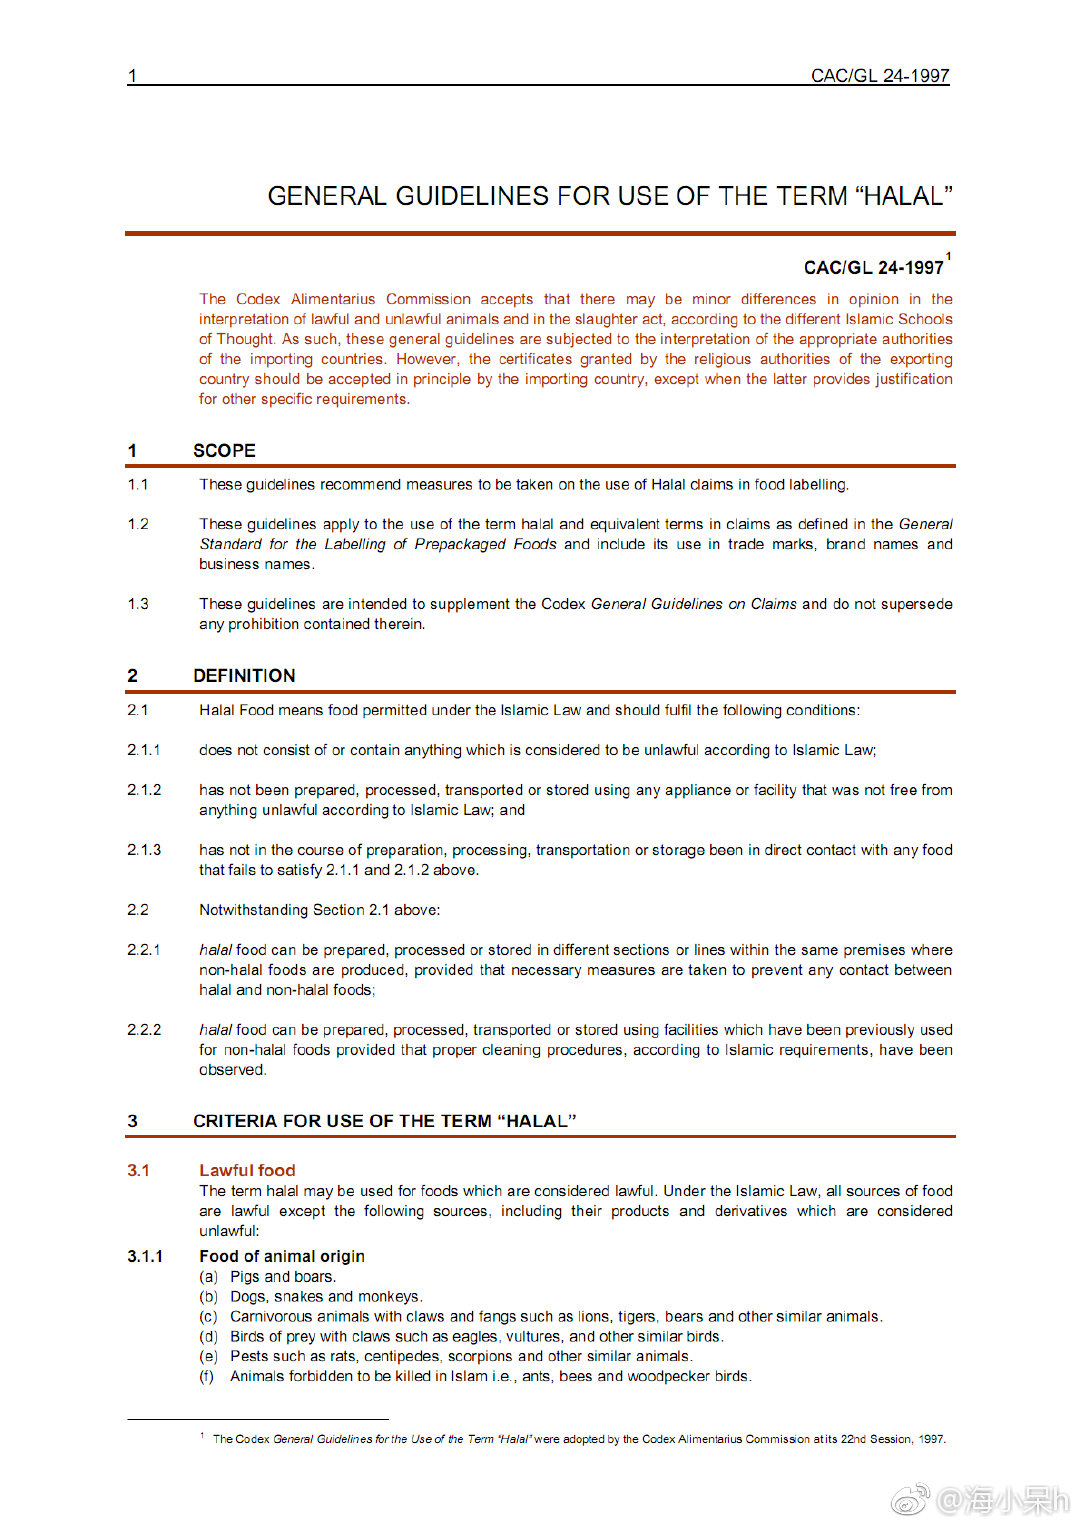 1 CAC/GL 24-1997
GENERAL GUIDELINES FOR USE OF THE TERM “HALAL”
CAC/GL 24-1997¹
The Codex Alimentarius Commission accepts that there may be minor differences in opinion in the
interpretation of lawful and unlawful animals and in the slaughter act, according to the different Islamic Schools
of Thought. As such, these general guidelines are subjected to the interpretation of the appropriate authorities
of the importing countries. However, the certificates granted by the religious authorities of the exporting
country should be accepted in principle by the importing country, except when the latter provides justification
for other specific requirements.
1 SCOPE
1.1 These guidelines recommend measures to be taken on the use of Halal claims in food labelling.
1.2 These guidelines apply to the use of the term halal and equivalent terms in claims as defined in the General
Standard for the Labelling of Prepackaged Foods and include its use in trade marks, brand names and
business names.
1.3 These guidelines are intended to supplement the Codex General Guidelines on Claims and do not supersede
any prohibition contained therein.
2 DEFINITION
2.1 Halal Food means food permitted under the Islamic Law and should fulfil the following conditions:
2.1.1 does not consist of or contain anything which is considered to be unlawful according to Islamic Law;
2.1.2 has not been prepared, processed, transported or stored using any appliance or facility that was not free from
anything unlawful according to Islamic Law; and
2.1.3 has not in the course of preparation, processing, transportation or storage been in direct contact with any food
that fails to satisfy 2.1.1 and 2.1.2 above.
2.2 Notwithstanding Section 2.1 above:
2.2.1 halal food can be prepared, processed or stored in different sections or lines within the same premises where
non-halal foods are produced, provided that necessary measures are taken to prevent any contact between
halal and non-halal foods;
2.2.2 halal food can be prepared, processed, transported or stored using facilities which have been previously used
for non-halal foods provided that proper cleaning procedures, according to Islamic requirements, have been
observed.
3 CRITERIA FOR USE OF THE TERM “HALAL”
3.1 Lawful food
The term halal may be used for foods which are considered lawful. Under the Islamic Law, all sources of food
are lawful except the following sources, including their products and derivatives which are considered
unlawful:
3.1.1 Food of animal origin
(a) Pigs and boars.
(b) Dogs, snakes and monkeys.
(c) Carnivorous animals with claws and fangs such as lions, tigers, bears and other similar animals.
(d) Birds of prey with claws such as eagles, vultures, and other similar birds.
(e) Pests such as rats, centipedes, scorpions and other similar animals.
(f) Animals forbidden to be killed in Islam i.e., ants, bees and woodpecker birds.
¹ The Codex General Guidelines for the Use of the Term “Halal” were adopted by the Codex Alimentarius Commission at its 22nd Session, 1997.
@海小呆h